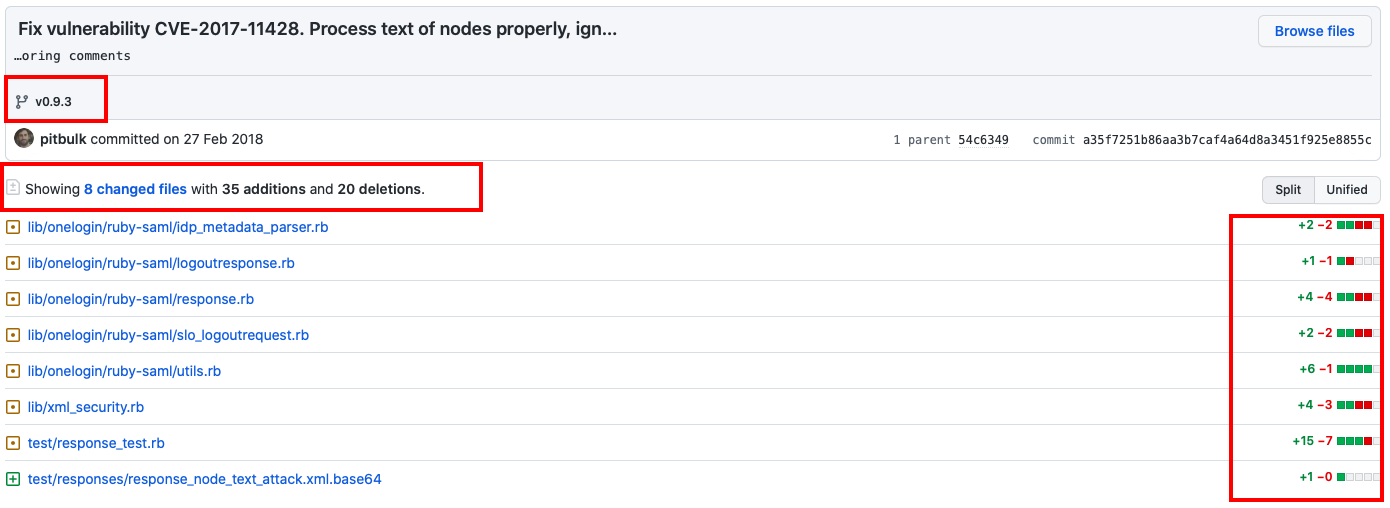 Fix vulnerability CVE-2017-11428. Process text of nodes properly, ign...
Browse files
…oring comments
v0.9.3
pitbulk committed on 27 Feb 2018
1 parent 54c6349 commit a35f7251b86aa3b7caf4a64d8a3451f925e8855c
Showing 8 changed files with 35 additions and 20 deletions.
Split Unified
lib/onelogin/ruby-saml/idp_metadata_parser.rb +2 −2
lib/onelogin/ruby-saml/logoutresponse.rb +1 −1
lib/onelogin/ruby-saml/response.rb +4 −4
lib/onelogin/ruby-saml/slo_logoutrequest.rb +2 −2
lib/onelogin/ruby-saml/utils.rb +6 −1
lib/xml_security.rb +4 −3
test/response_test.rb +15 −7
test/responses/response_node_text_attack.xml.base64 +1 −0